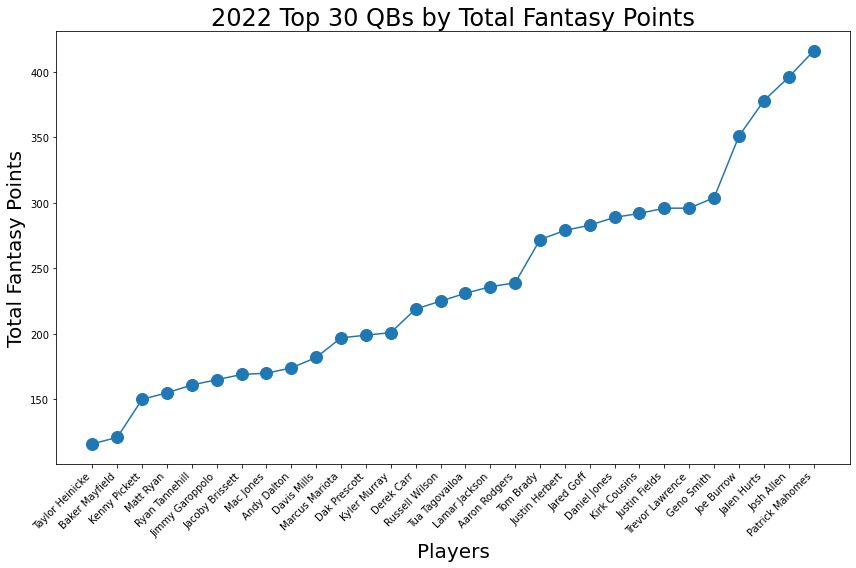 2022 Top 30 QBs by Total Fantasy Points
Total Fantasy Points
400
350
300
250
200
150
Taylor Heinicke
Baker Mayfield
Kenny Pickett
Matt Ryan
Ryan Tannehill
Jimmy Garoppolo
Jacoby Brissett
Mac Jones
Andy Dalton
Davis Mills
Marcus Mariota
Dak Prescott
Kyler Murray
Derek Carr
Russell Wilson
Tua Tagovailoa
Lamar Jackson
Aaron Rodgers
Tom Brady
Justin Herbert
Jared Goff
Daniel Jones
Kirk Cousins
Justin Fields
Trevor Lawrence
Geno Smith
Joe Burrow
Jalen Hurts
Josh Allen
Patrick Mahomes
Players